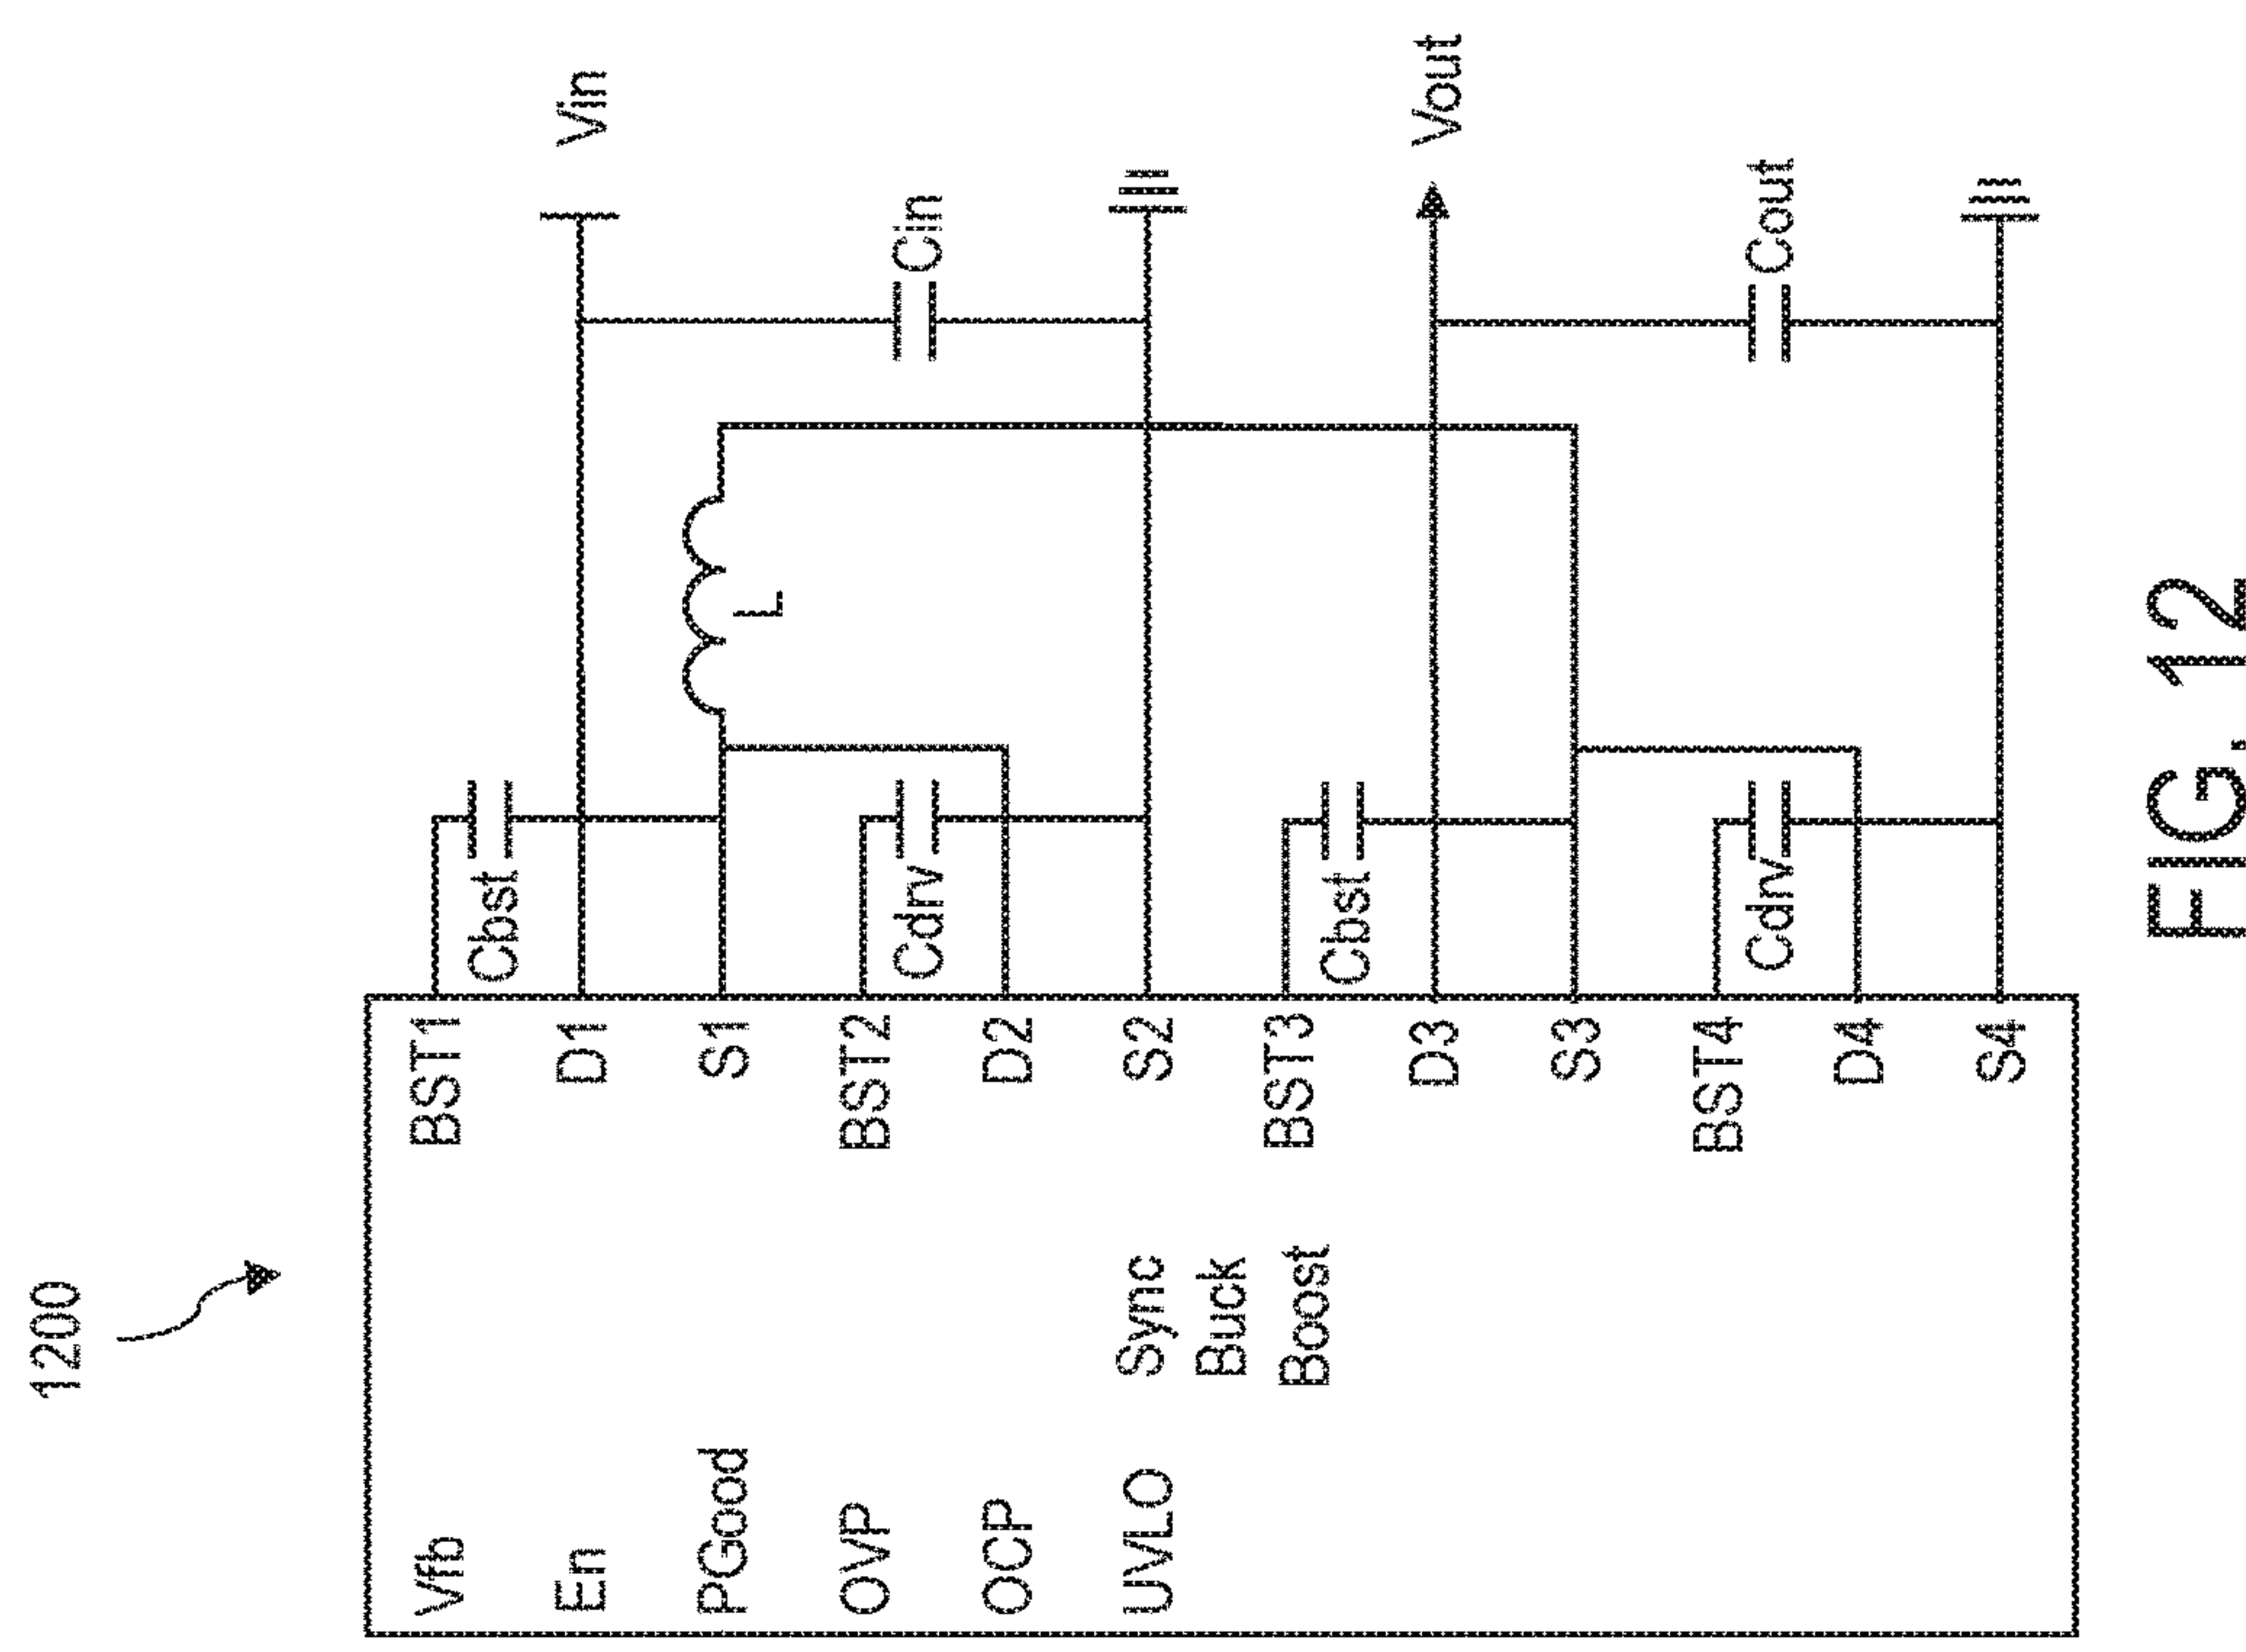 1200
Vfb
En
PGood
OVP
OCP
UVLO
Sync
Buck
Boost
BST1
D1
S1
BST2
D2
S2
BST3
D3
S3
BST4
D4
S4
Cbst
Cdrv
Cbst
Cdrv
L
Cin
Cout
Vin
Vout
FIG. 12